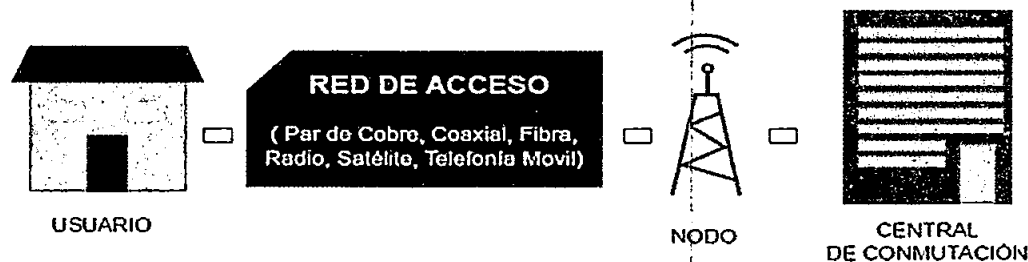 RED DE ACCESO
( Par de Cobre, Coaxial, Fibra,
Radio, Satélite, Telefonía Movil)
USUARIO
NODO
CENTRAL
DE CONMUTACIÓN